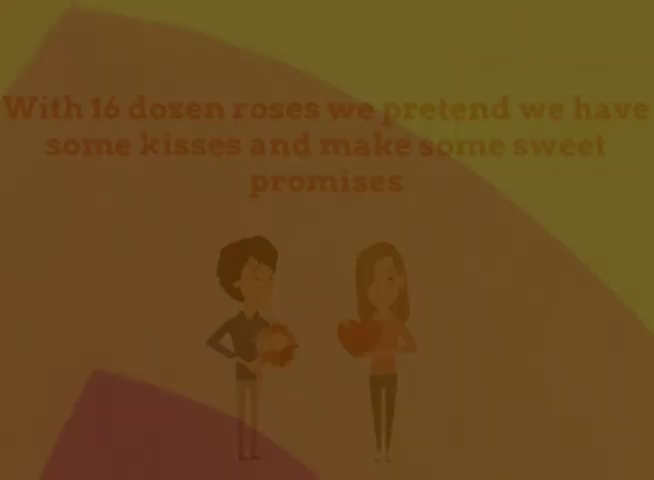 With 16 dozen roses we pretend we have
some kisses and make some sweet
promises